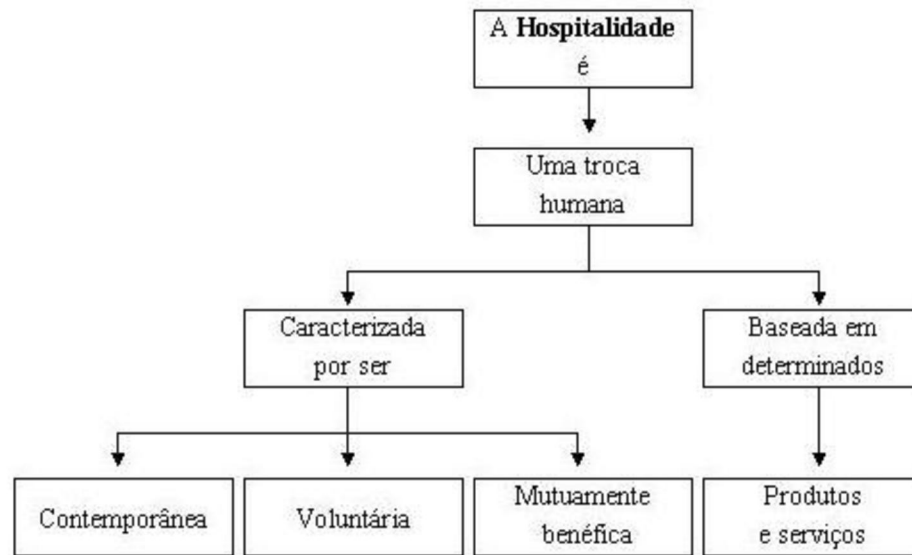 A Hospitalidade
é
Uma troca
humana
Caracterizada
por ser
Baseada em
determinados
Contemporânea
Voluntária
Mutuamente
benéfica
Produtos
e serviços